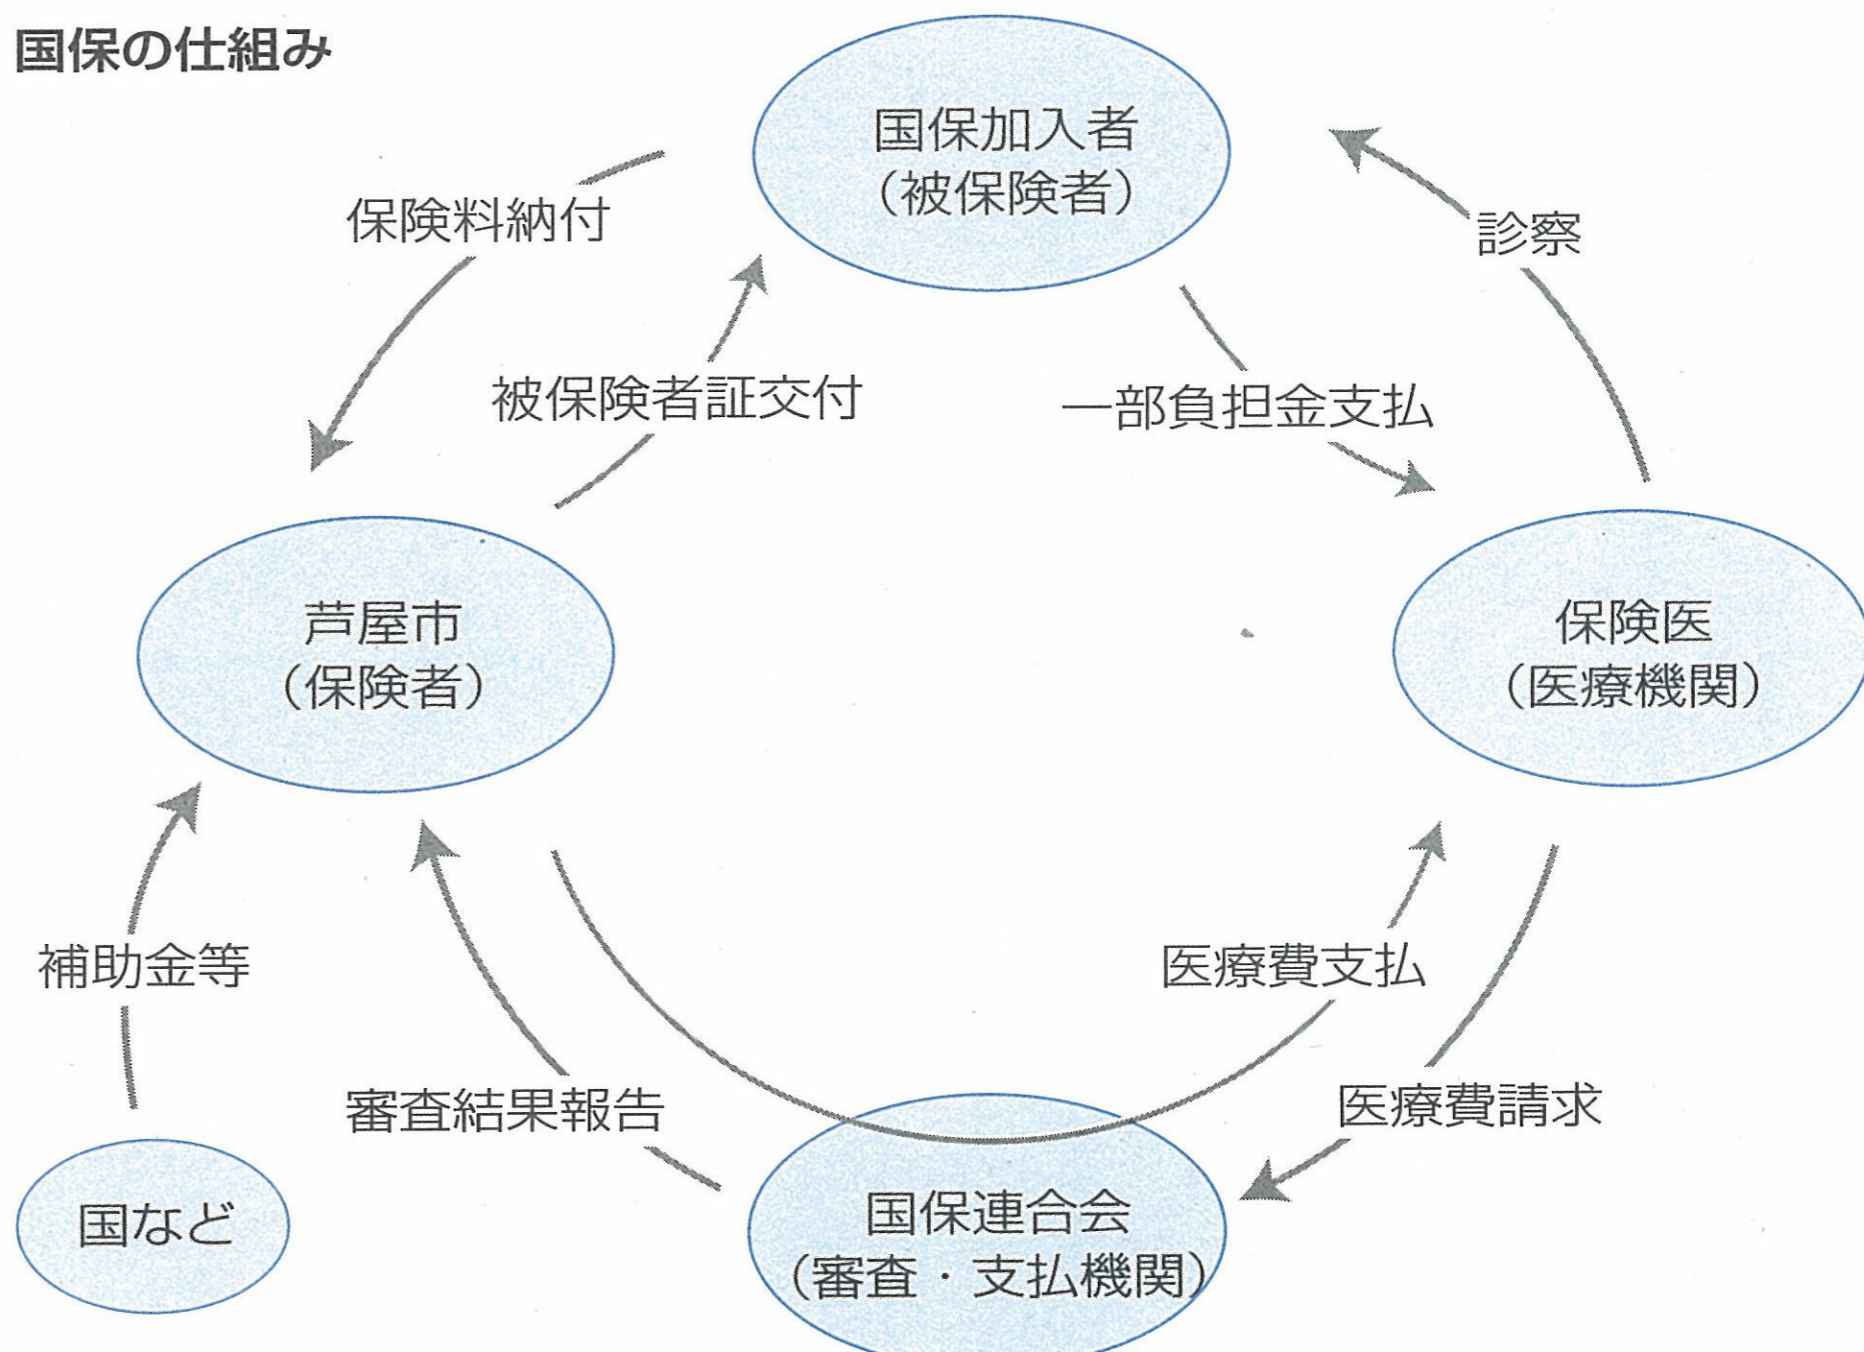 国保の仕組み
国保加入者
（被保険者）
保険料納付
診察
被保険者証交付
一部負担金支払
芦屋市
（保険者）
保険医
（医療機関）
補助金等
医療費支払
審査結果報告
医療費請求
国など
国保連合会
（審査・支払機関）